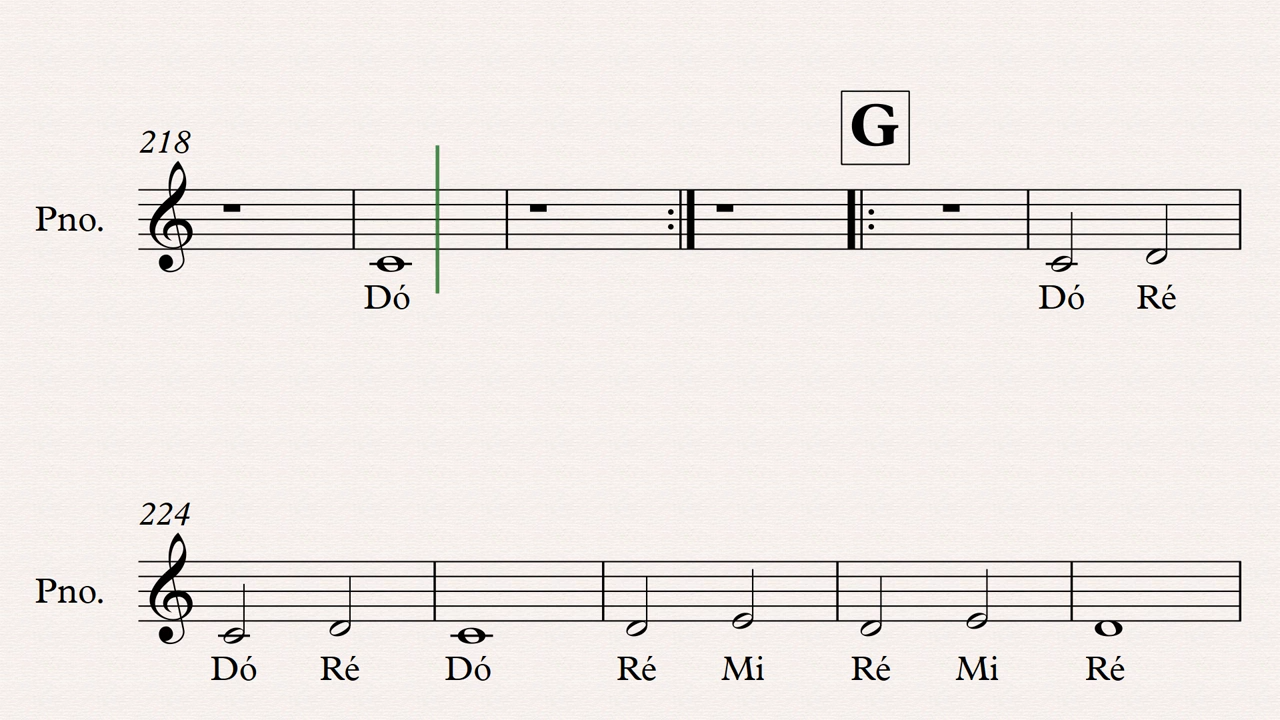 G
218
Pno.
Dó Dó Ré
224
Pno.
Dó Ré Dó Ré Mi Ré Mi Ré